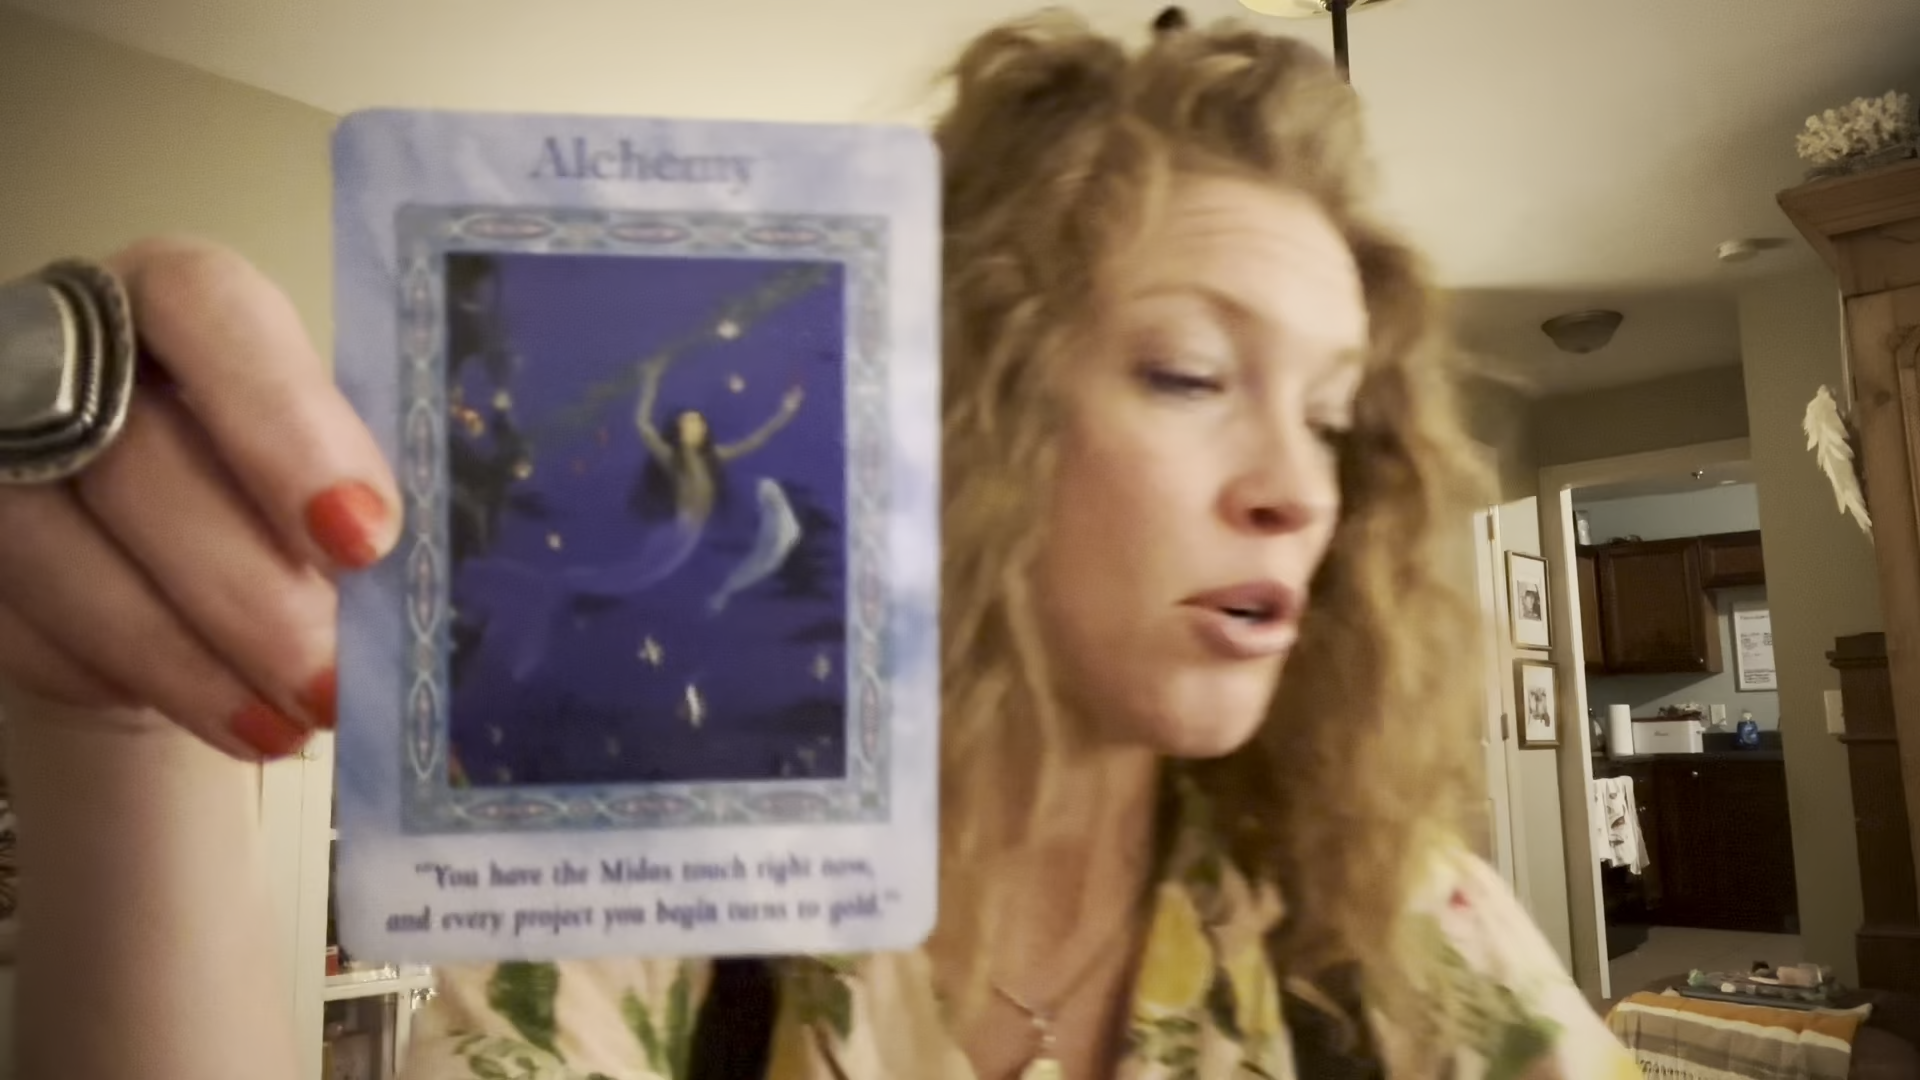 Alchemy
"You have the Midas touch right now,
and every project you begin turns to gold."